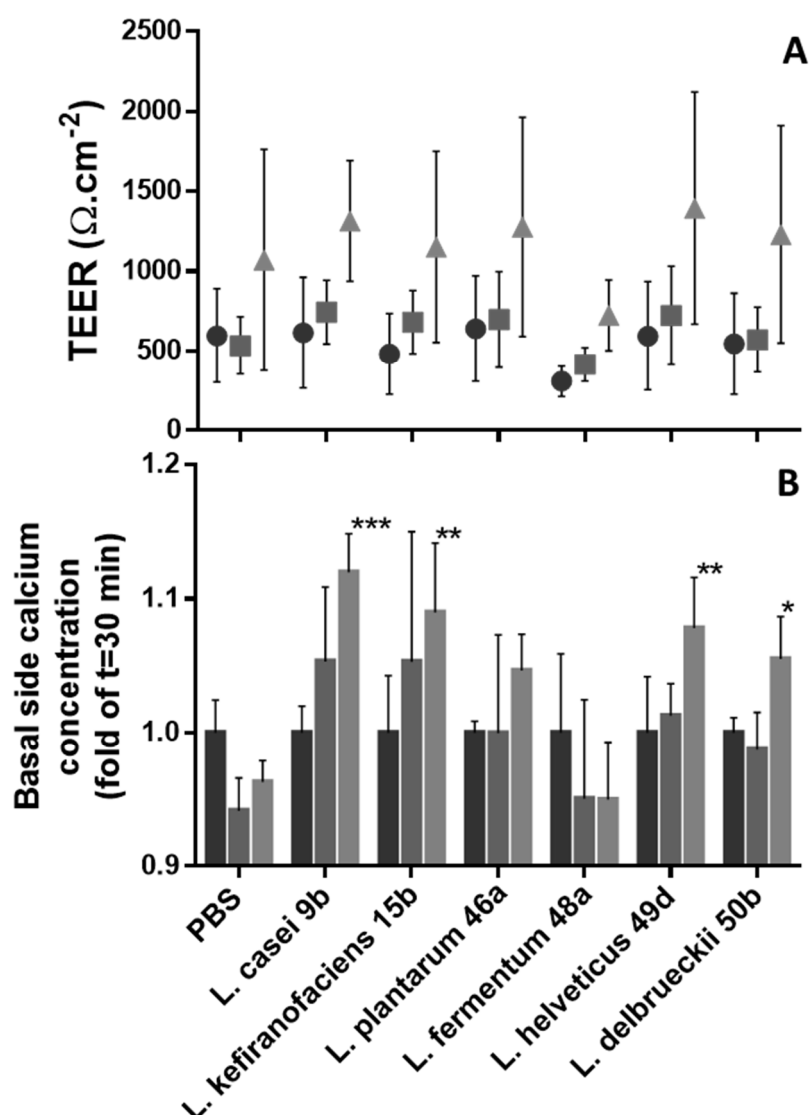 A
TEER (Ω.cm-2)
2500
2000
1500
1000
500
0
B
Basal side calcium
concentration
(fold of t=30 min)
1.2
1.1
1.0
0.9
***
**
**
*
PBS
L. casei 9b
L. kefiranofaciens 15b
L. plantarum 46a
L. fermentum 48a
L. helveticus 49d
L. delbrueckii 50b